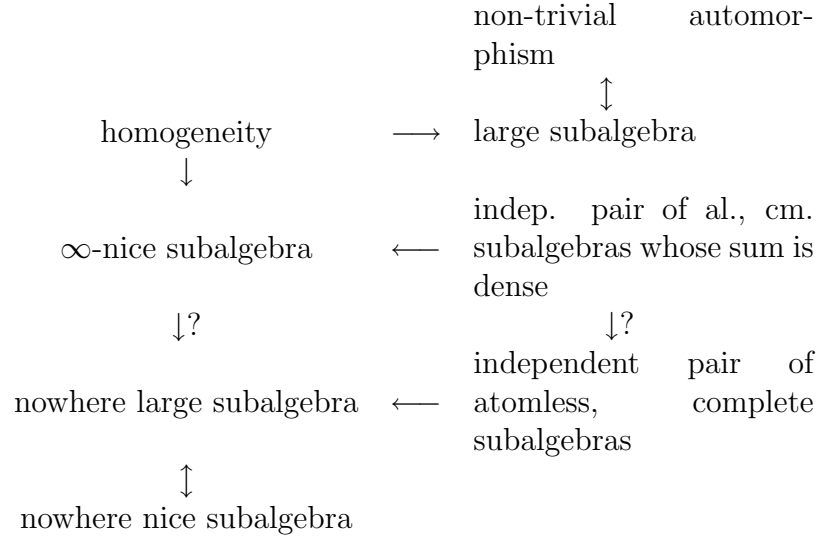 non-trivial automor-
phism
↕
homogeneity ⟶ large subalgebra
↓
indep. pair of al., cm.
∞-nice subalgebra ⟵ subalgebras whose sum is
dense
↓? ↓?
independent pair of
nowhere large subalgebra ⟵ atomless, complete
subalgebras
↕
nowhere nice subalgebra